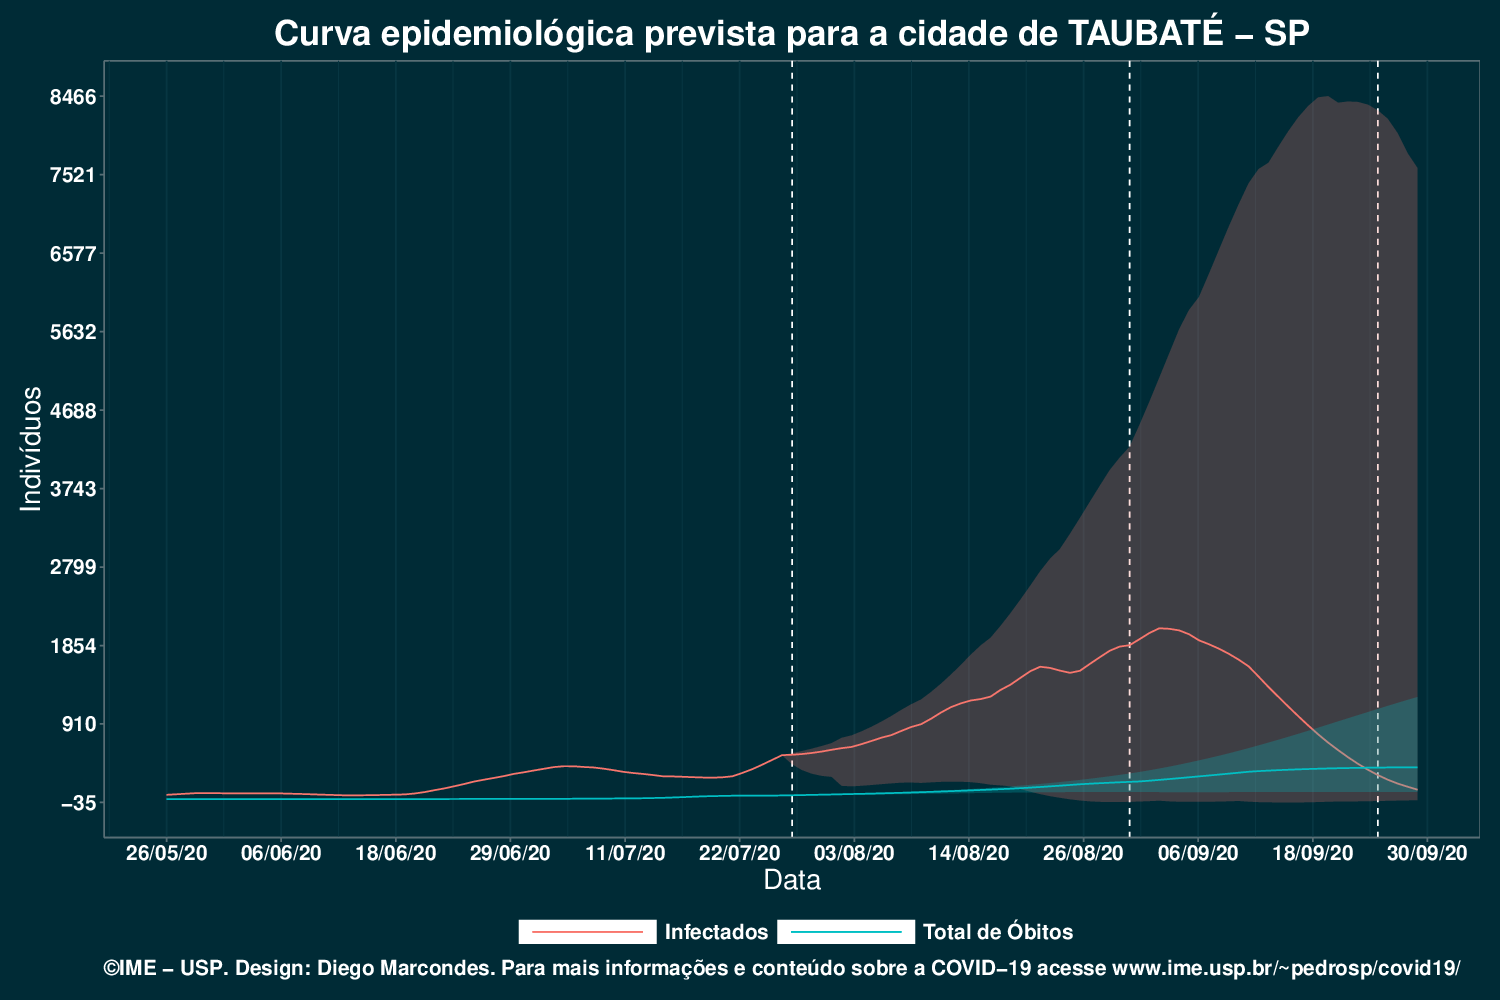 Curva epidemiológica prevista para a cidade de TAUBATÉ – SP
8466
7521
6577
5632
4688
3743
2799
1854
910
−35
Indivíduos
26/05/20 06/06/20 18/06/20 29/06/20 11/07/20 22/07/20 03/08/20 14/08/20 26/08/20 06/09/20 18/09/20 30/09/20
Data
Infectados Total de Óbitos
©IME – USP. Design: Diego Marcondes. Para mais informações e conteúdo sobre a COVID−19 acesse www.ime.usp.br/~pedrosp/covid19/